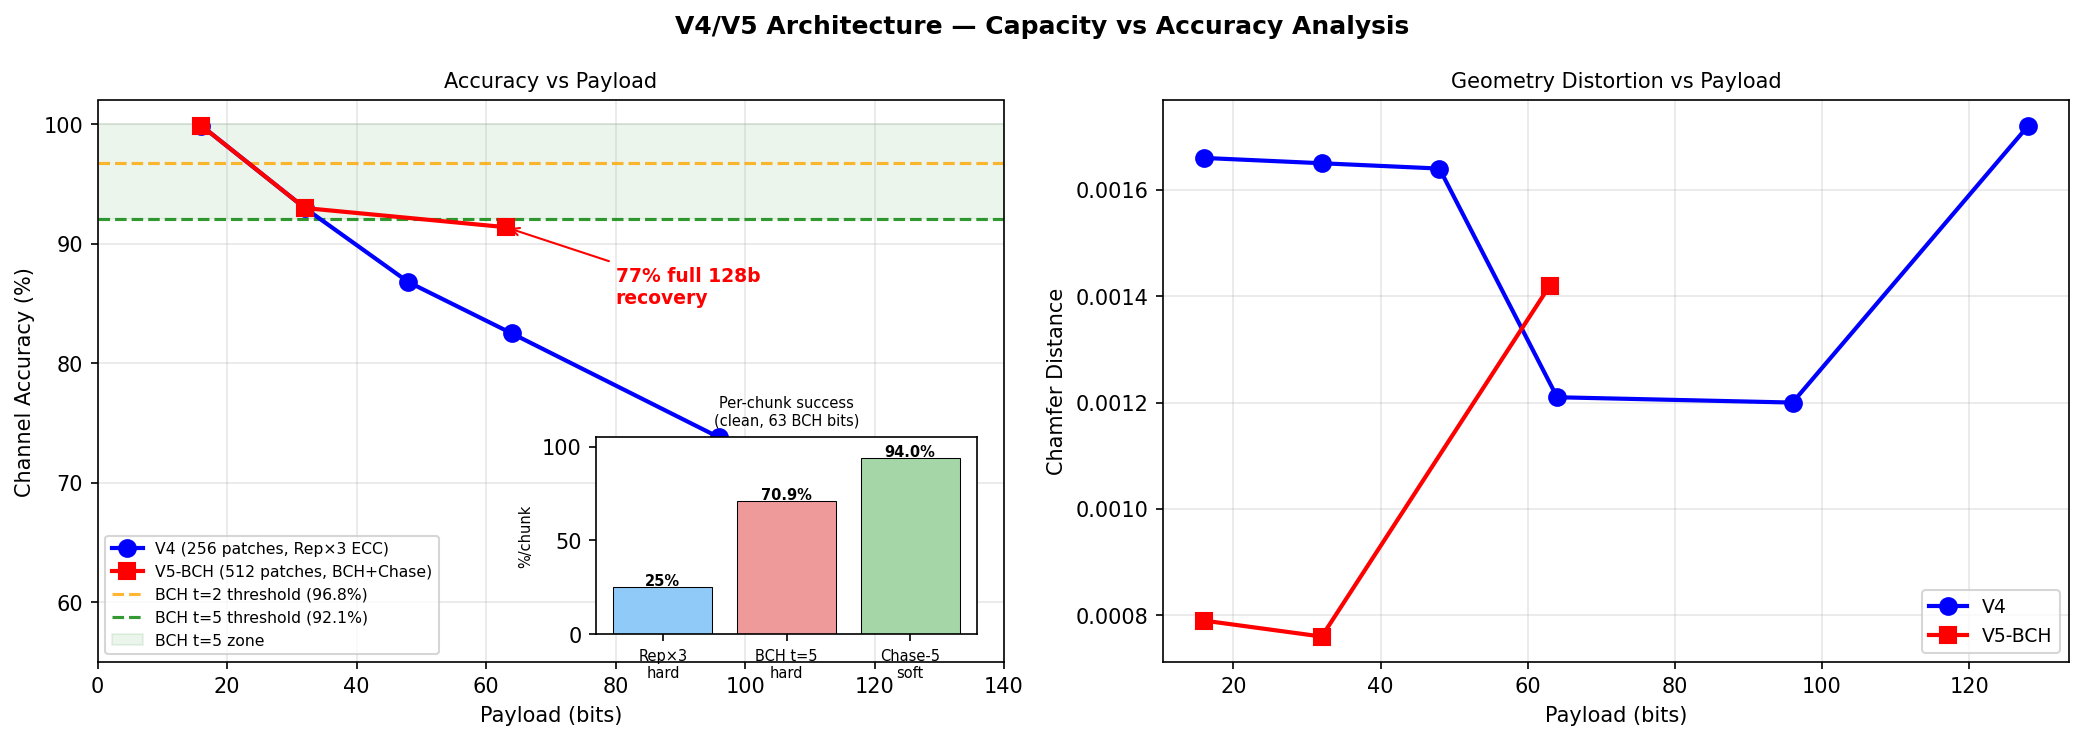 V4/V5 Architecture — Capacity vs Accuracy Analysis
Accuracy vs Payload
Channel Accuracy (%)
100
90
80
70
60
77% full 128b
recovery
Per-chunk success
(clean, 63 BCH bits)
%/chunk
100
50
0
25%
70.9%
94.0%
Rep×3
hard
BCH t=5
hard
Chase-5
soft
V4 (256 patches, Rep×3 ECC)
V5-BCH (512 patches, BCH+Chase)
BCH t=2 threshold (96.8%)
BCH t=5 threshold (92.1%)
BCH t=5 zone
0 20 40 60 80 100 120 140
Payload (bits)
Geometry Distortion vs Payload
Chamfer Distance
0.0016
0.0014
0.0012
0.0010
0.0008
V4
V5-BCH
20 40 60 80 100 120
Payload (bits)